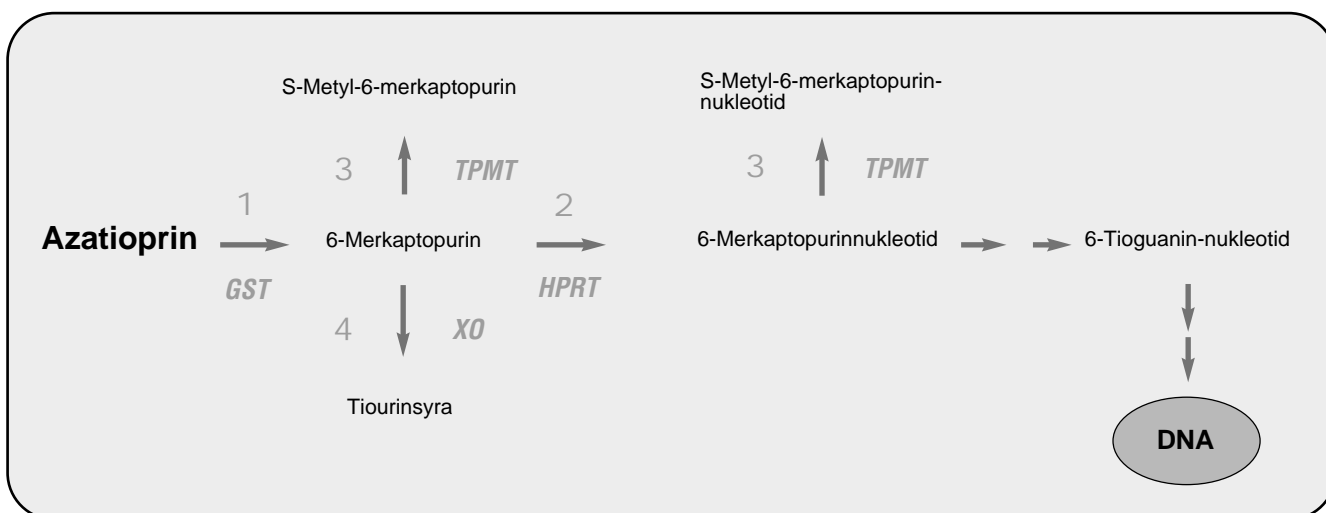 S-Metyl-6-merkaptopurin
S-Metyl-6-merkaptopurin-
nukleotid
3 TPMT
3 TPMT
1
2
Azatioprin
6-Merkaptopurin
6-Merkaptopurinnukleotid
6-Tioguanin-nukleotid
GST
HPRT
4 XO
Tiourinsyra
DNA